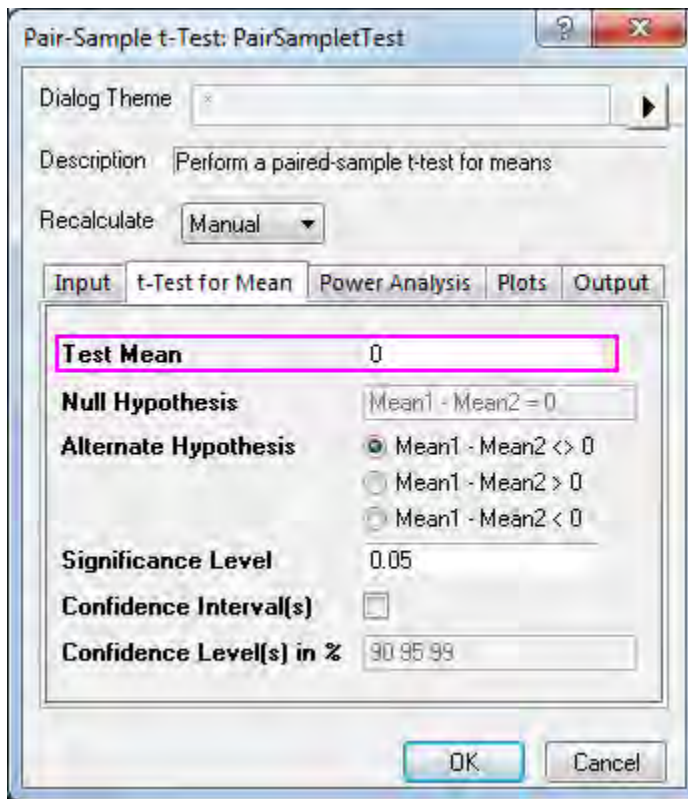 Pair-Sample t-Test: PairSampletTest
Dialog Theme *
Description Perform a paired-sample t-test for means
Recalculate Manual
Input t-Test for Mean Power Analysis Plots Output
Test Mean 0
Null Hypothesis Mean1 - Mean2 = 0
Alternate Hypothesis Mean1 - Mean2 <> 0
Mean1 - Mean2 > 0
Mean1 - Mean2 < 0
Significance Level 0.05
Confidence Interval(s)
Confidence Level(s) in % 90 95 99
OK Cancel